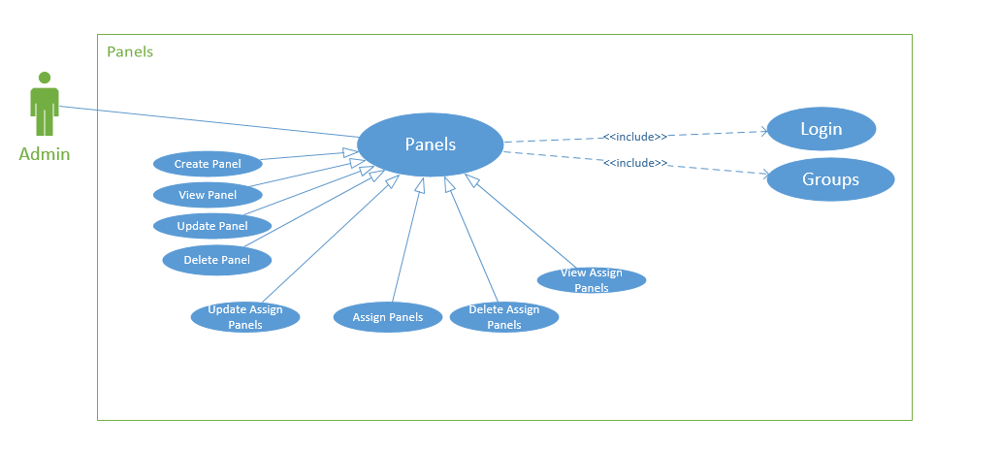 Panels
Admin
Panels
<<include>>
<<include>>
Login
Groups
Create Panel
View Panel
Update Panel
Delete Panel
Update Assign
Panels
Assign Panels
Delete Assign
Panels
View Assign
Panels